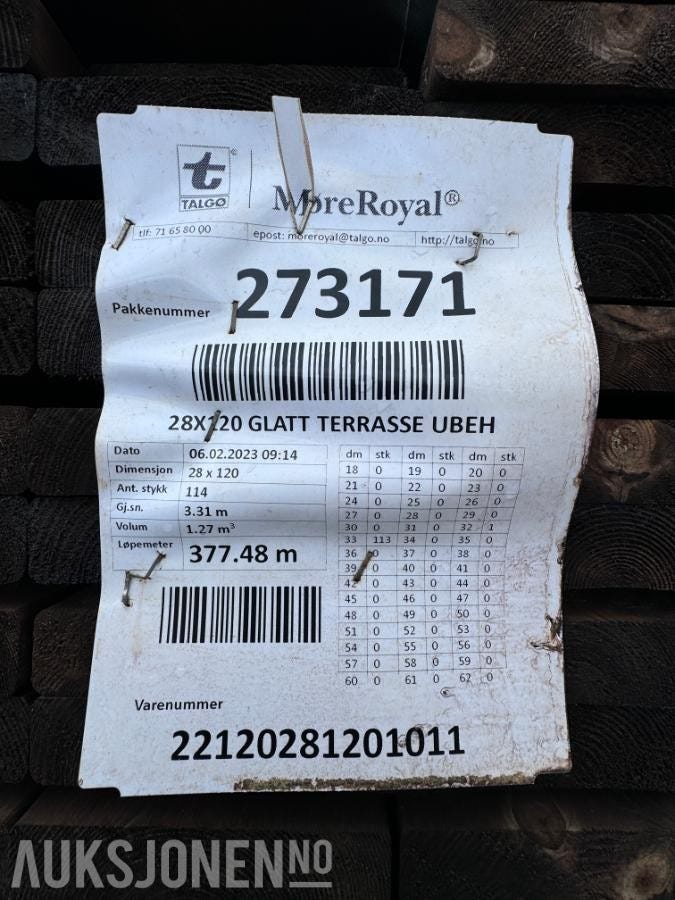 t®
TALGØ
MøreRoyal®
tlf: 71 65 80 00 epost: moreroyal@talgo.no http://talgo.no
Pakkenummer 273171
28X120 GLATT TERRASSE UBEH
Dato 06.02.2023 09:14
Dimensjon 28 x 120
Ant. stykk 114
Gj.sn. 3.31 m
Volum 1.27 m³
Løpemeter 377.48 m
dm stk dm stk dm stk
18 0 19 0 20 0
21 0 22 0 23 0
24 0 25 0 26 0
27 0 28 0 29 0
30 0 31 0 32 1
33 113 34 0 35 0
36 0 37 0 38 0
39 0 40 0 41 0
42 0 43 0 44 0
45 0 46 0 47 0
48 0 49 0 50 0
51 0 52 0 53 0
54 0 55 0 56 0
57 0 58 0 59 0
60 0 61 0 62 0
Varenummer
22120281201011
AUKSJONEN NO